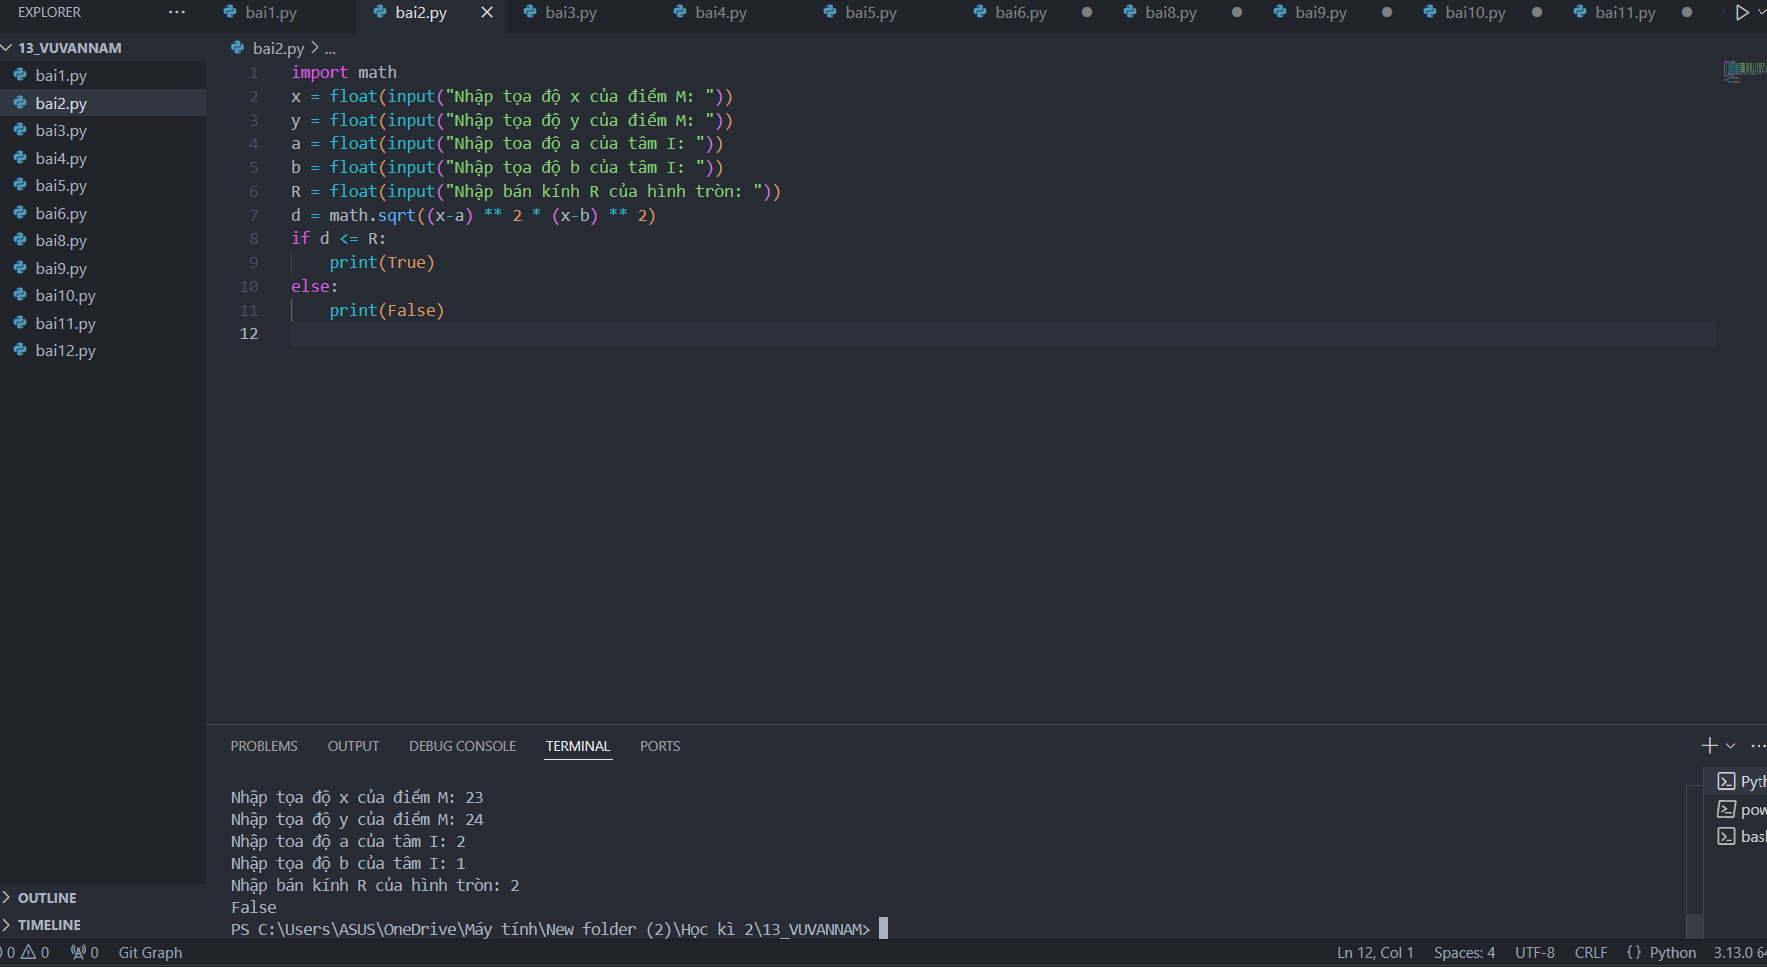 EXPLORER ...
bai1.py bai2.py bai3.py bai4.py bai5.py bai6.py bai8.py bai9.py bai10.py bai11.py
13_VUVANNAM
bai1.py
bai2.py
bai3.py
bai4.py
bai5.py
bai6.py
bai8.py
bai9.py
bai10.py
bai11.py
bai12.py
OUTLINE
TIMELINE
bai2.py > ...
1 import math
2 x = float(input("Nhập tọa độ x của điểm M: "))
3 y = float(input("Nhập tọa độ y của điểm M: "))
4 a = float(input("Nhập toa độ a của tâm I: "))
5 b = float(input("Nhập tọa độ b của tâm I: "))
6 R = float(input("Nhập bán kính R của hình tròn: "))
7 d = math.sqrt((x-a) ** 2 * (x-b) ** 2)
8 if d <= R:
9 print(True)
10 else:
11 print(False)
12
PROBLEMS OUTPUT DEBUG CONSOLE TERMINAL PORTS
Nhập tọa độ x của điểm M: 23
Nhập tọa độ y của điểm M: 24
Nhập toa độ a của tâm I: 2
Nhập tọa độ b của tâm I: 1
Nhập bán kính R của hình tròn: 2
False
PS C:\Users\ASUS\OneDrive\Máy tính\New folder (2)\Học kì 2\13_VUVANNAM>
Pyth
pow
bas
0 0 0 Git Graph Ln 12, Col 1 Spaces: 4 UTF-8 CRLF {} Python 3.13.0 64